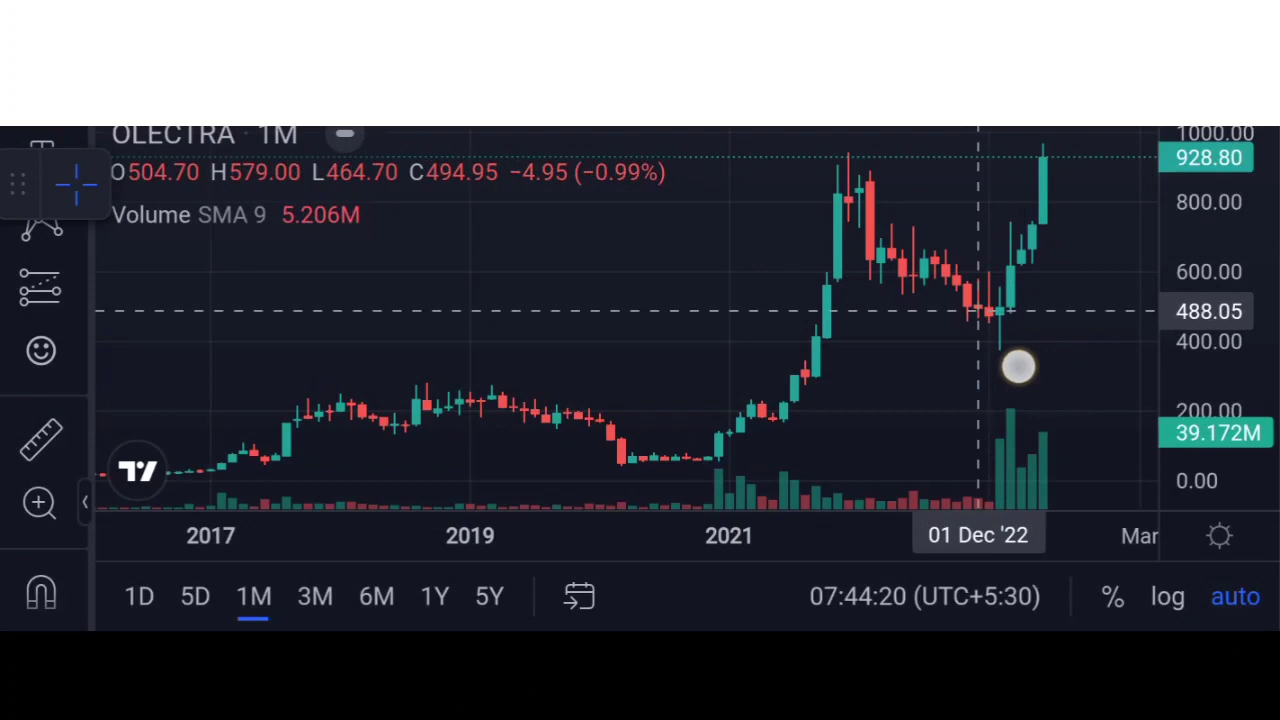 OLECTRA · 1M
O504.70 H579.00 L464.70 C494.95 −4.95 (−0.99%)
Volume SMA 9 5.206M
1000.00
928.80
800.00
600.00
488.05
400.00
200.00
39.172M
0.00
2017 2019 2021 01 Dec '22 Mar
1D 5D 1M 3M 6M 1Y 5Y 07:44:20 (UTC+5:30) % log auto